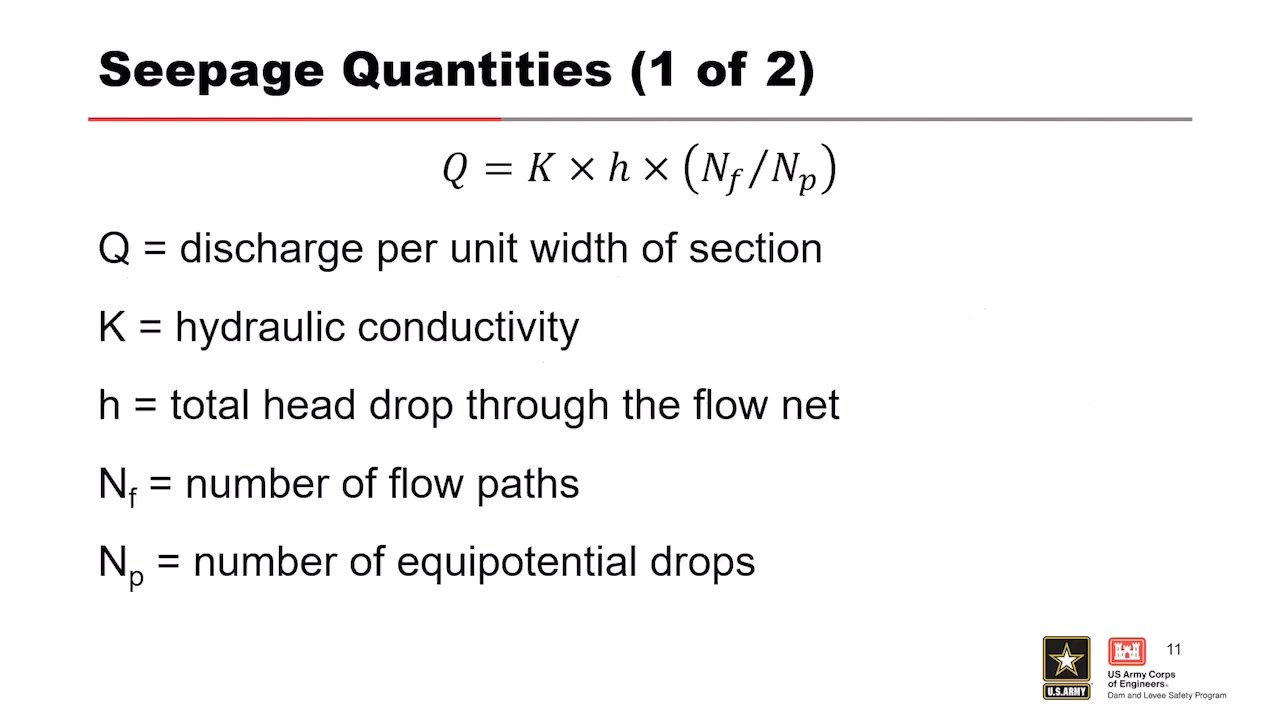 Seepage Quantities (1 of 2)
Q = K × h × (N_f/N_p)
Q = discharge per unit width of section
K = hydraulic conductivity
h = total head drop through the flow net
N_f = number of flow paths
N_p = number of equipotential drops
11
U.S.ARMY
US Army Corps
of Engineers®
Dam and Levee Safety Program